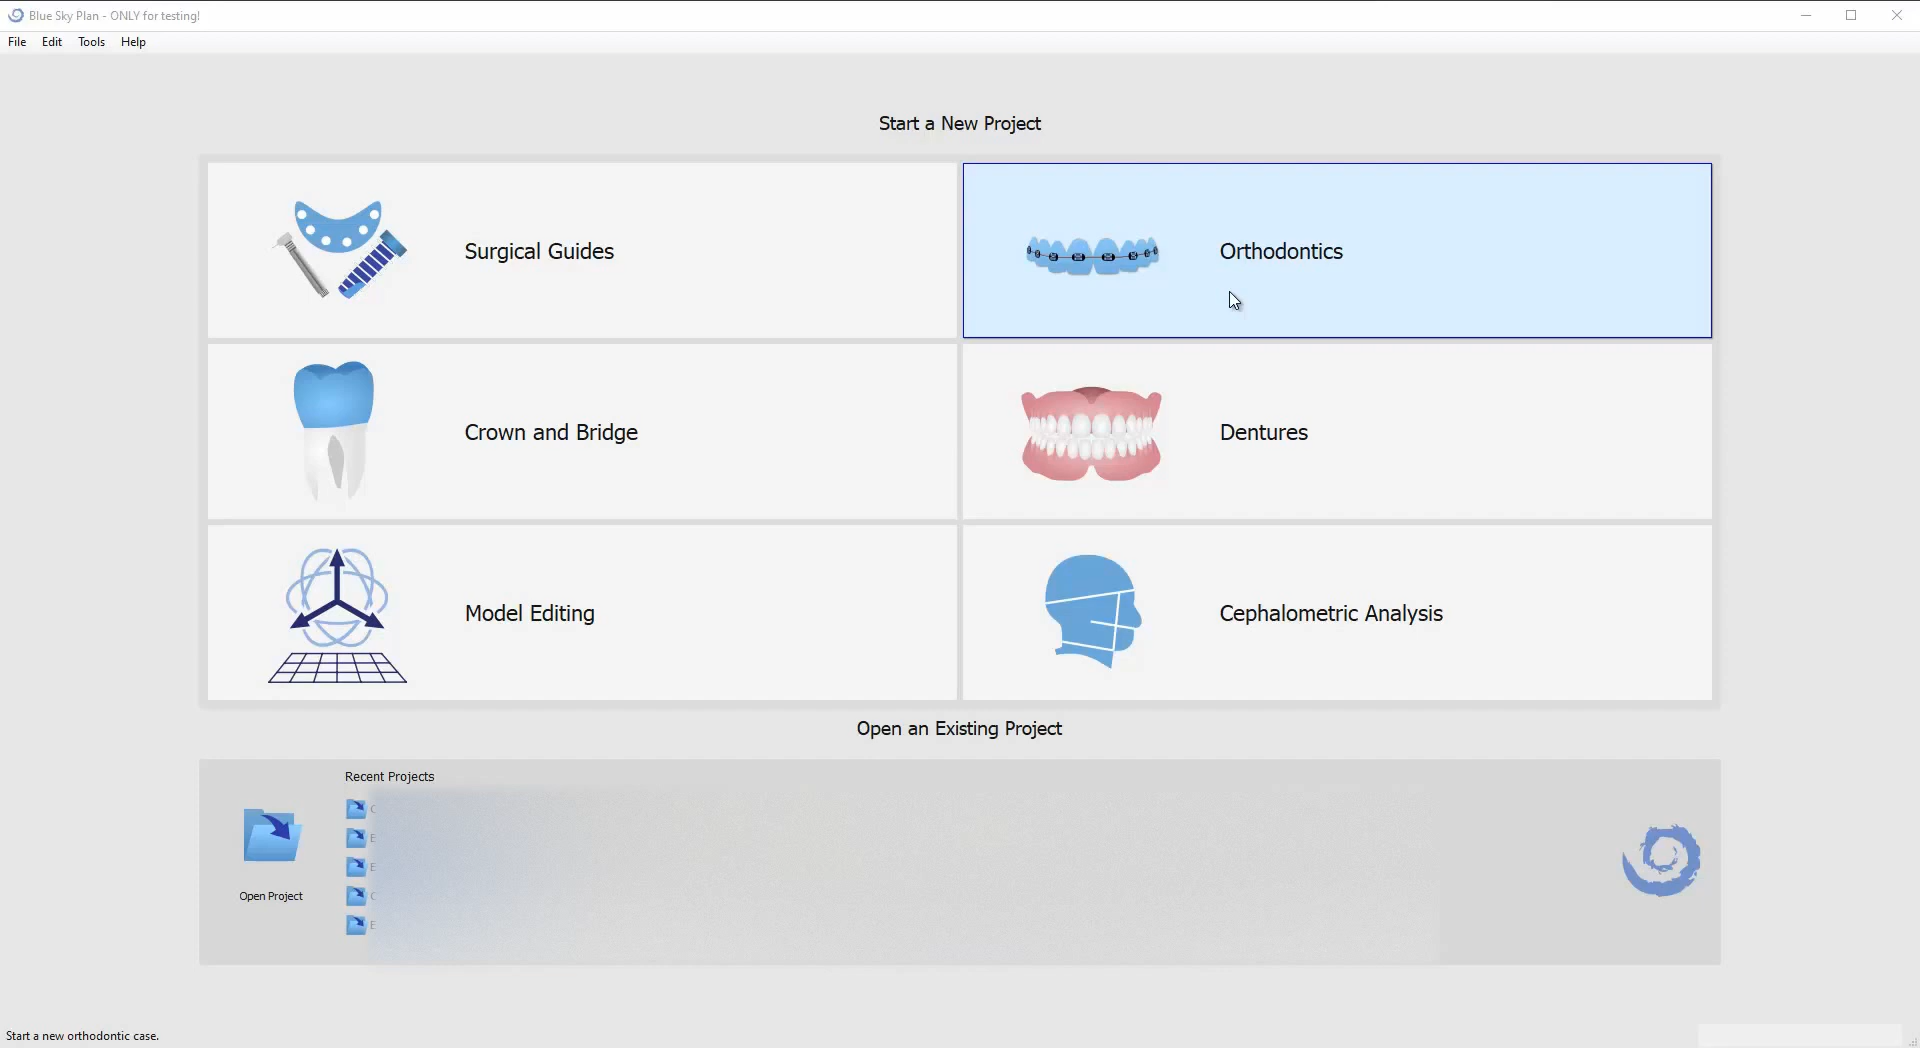 Blue Sky Plan - ONLY for testing!
File Edit Tools Help
Start a New Project
Surgical Guides
Orthodontics
Crown and Bridge
Dentures
Model Editing
Cephalometric Analysis
Open an Existing Project
Recent Projects
Open Project
Start a new orthodontic case.